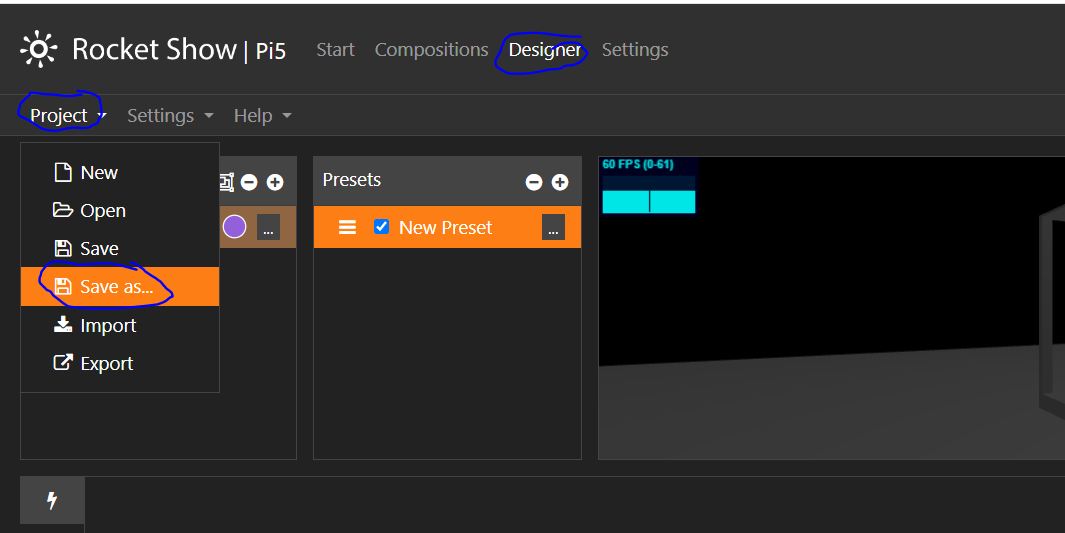 Rocket Show | Pi5 Start Compositions Designer Settings
Project Settings Help
New
Open
Save
Save as...
Import
Export
...
Presets
New Preset ...
60 FPS (0-61)